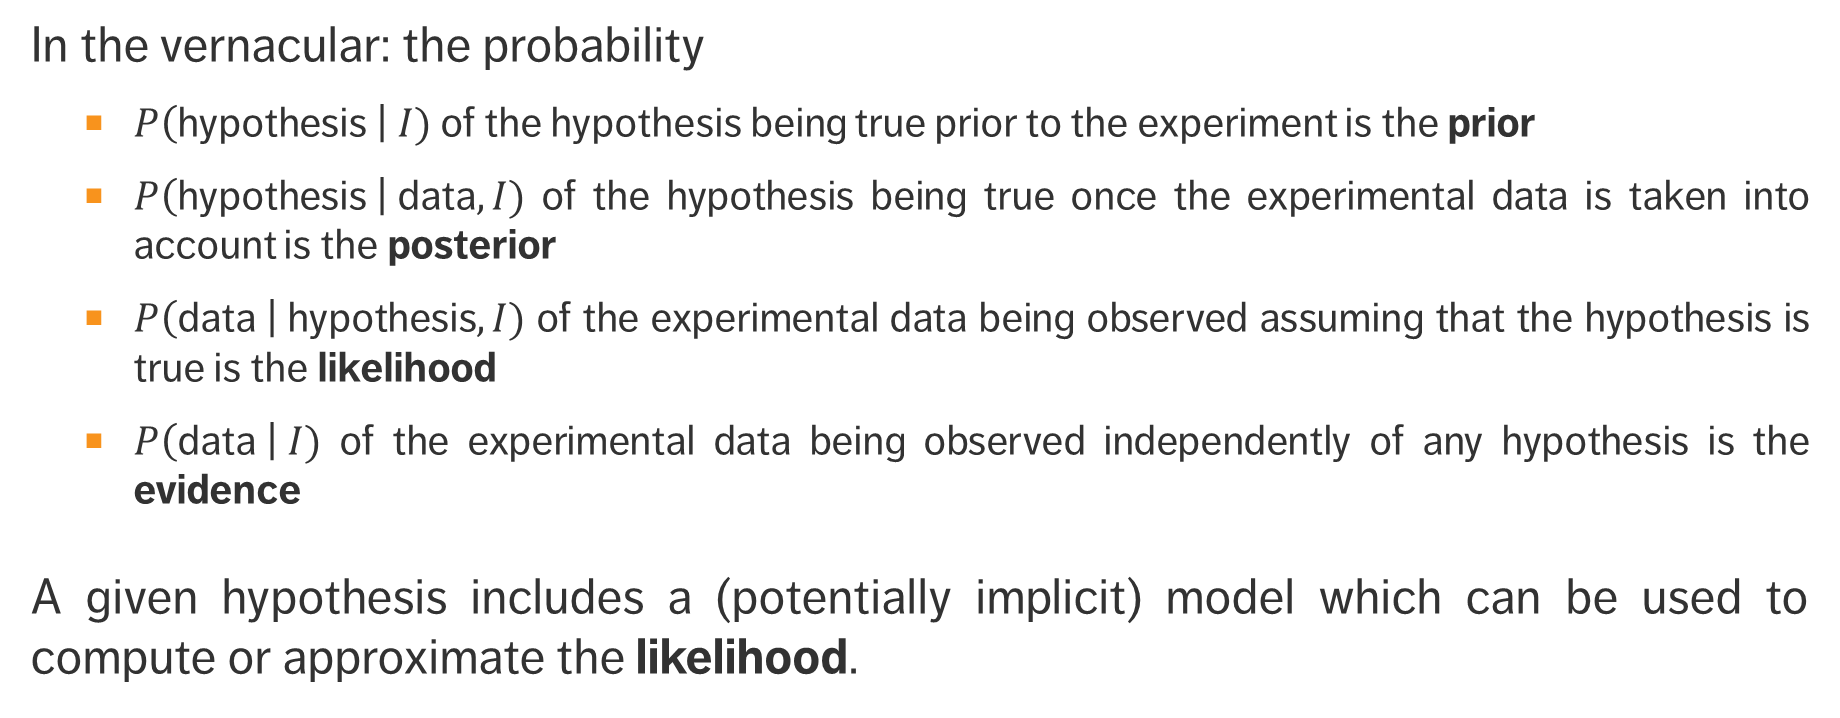 In the vernacular: the probability
▪ P(hypothesis | I) of the hypothesis being true prior to the experiment is the prior
▪ P(hypothesis | data, I) of the hypothesis being true once the experimental data is taken into
account is the posterior
▪ P(data | hypothesis, I) of the experimental data being observed assuming that the hypothesis is
true is the likelihood
▪ P(data | I) of the experimental data being observed independently of any hypothesis is the
evidence
A given hypothesis includes a (potentially implicit) model which can be used to
compute or approximate the likelihood.